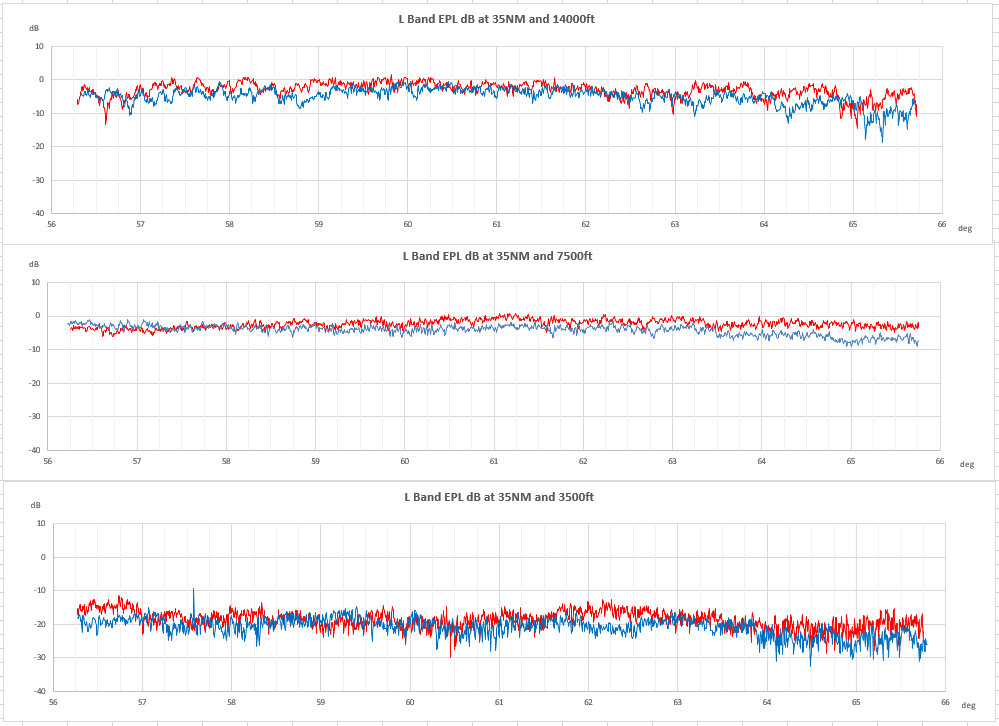 L Band EPL dB at 35NM and 14000ft
dB
10
0
-10
-20
-30
-40
56 57 58 59 60 61 62 63 64 65 66
deg
L Band EPL dB at 35NM and 7500ft
dB
10
0
-10
-20
-30
-40
56 57 58 59 60 61 62 63 64 65 66
deg
L Band EPL dB at 35NM and 3500ft
dB
10
0
-10
-20
-30
-40
56 57 58 59 60 61 62 63 64 65 66
deg